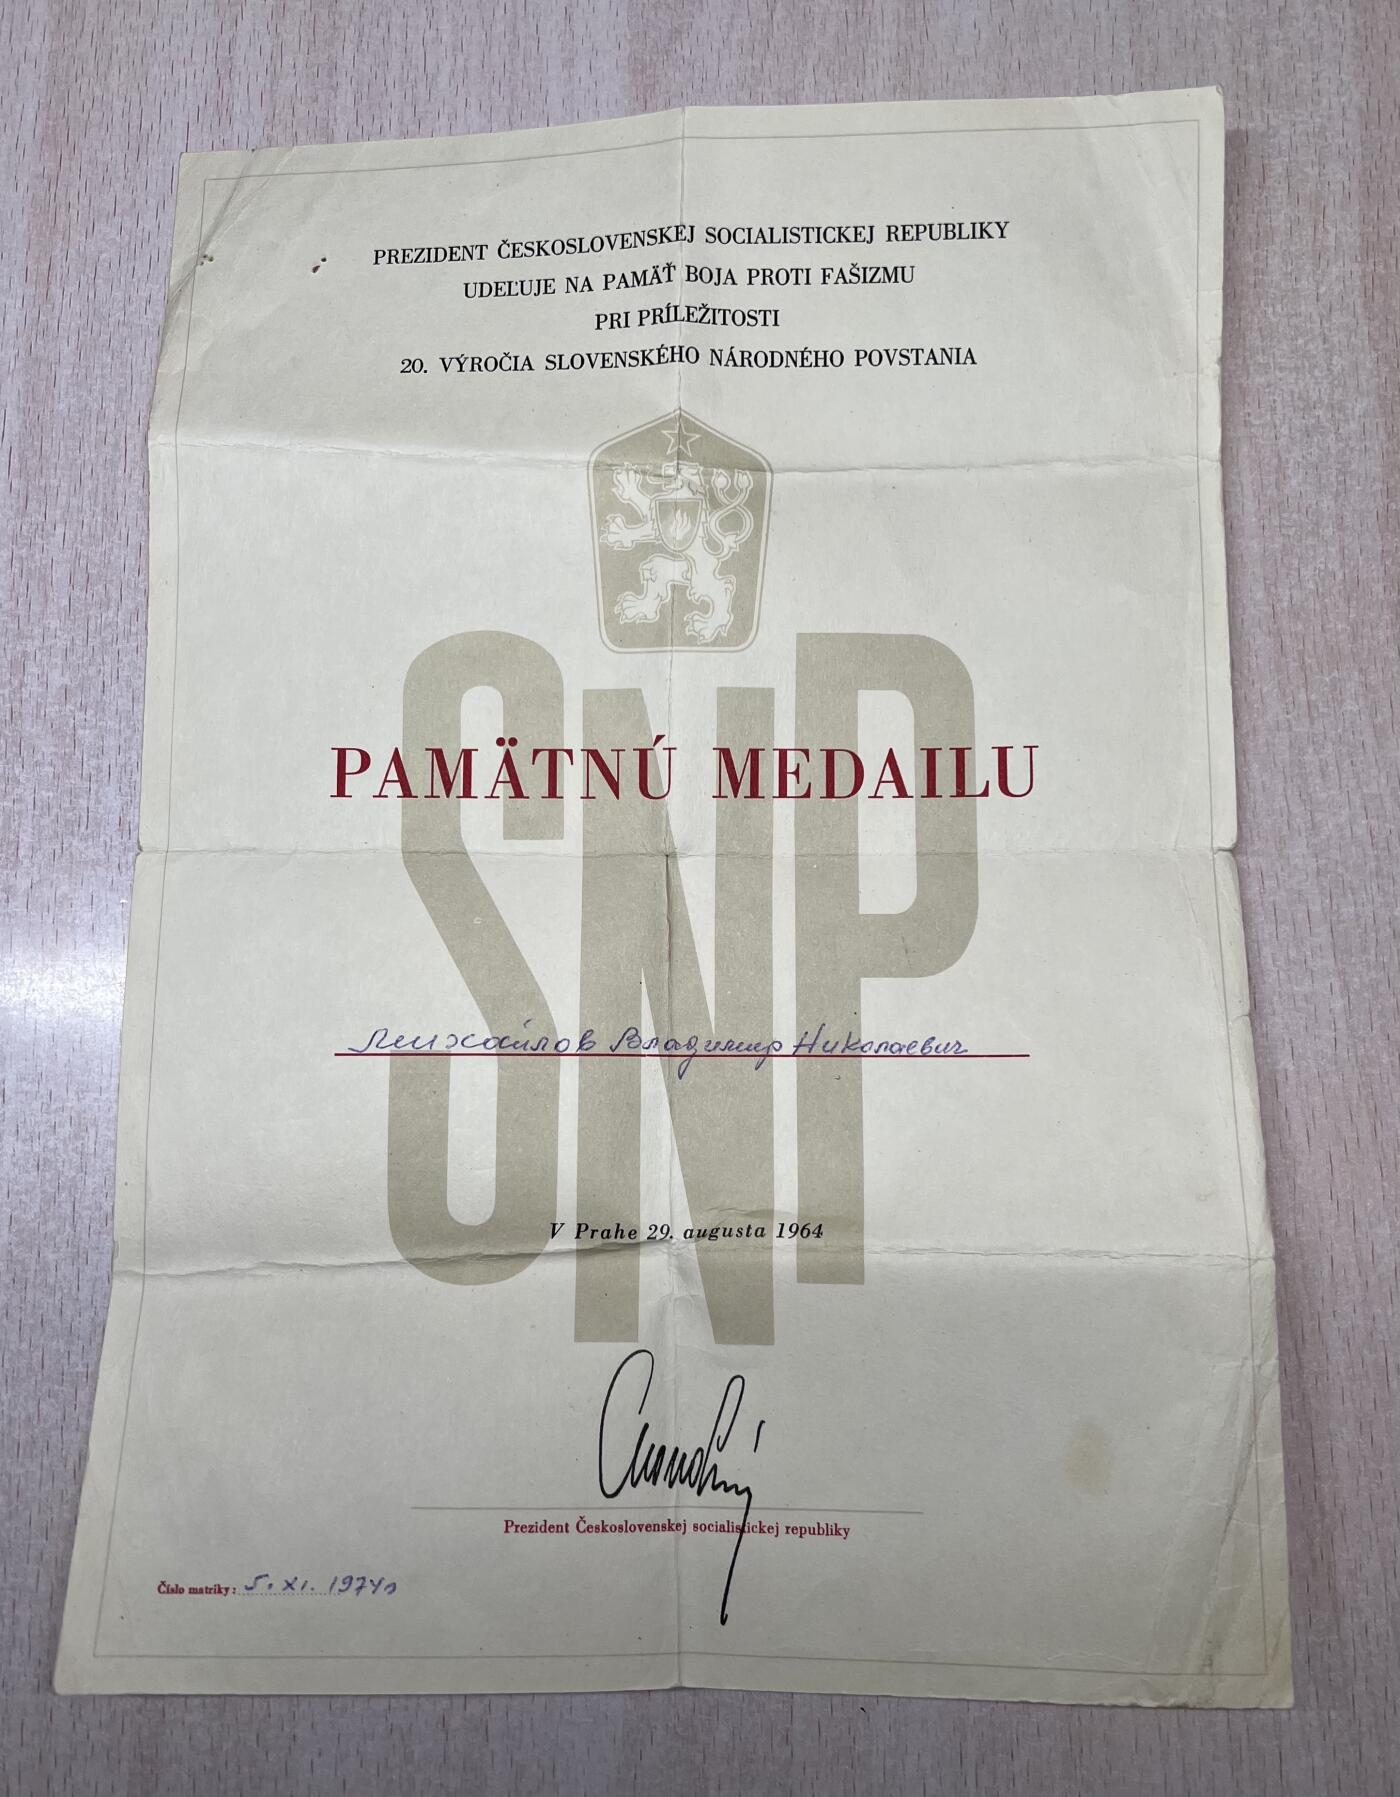 PREZIDENT ČESKOSLOVENSKEJ SOCIALISTICKEJ REPUBLIKY
UDEĽUJE NA PAMÄŤ BOJA PROTI FAŠIZMU
PRI PRÍLEŽITOSTI
20. VÝROČIA SLOVENSKÉHO NÁRODNÉHO POVSTANIA
SNP
PAMÄTNÚ MEDAILU
Михайлов Владимир Николаевич
V Prahe 29. augusta 1964
Prezident Československej socialistickej republiky
Číslo matriky: 5. XI. 1974г